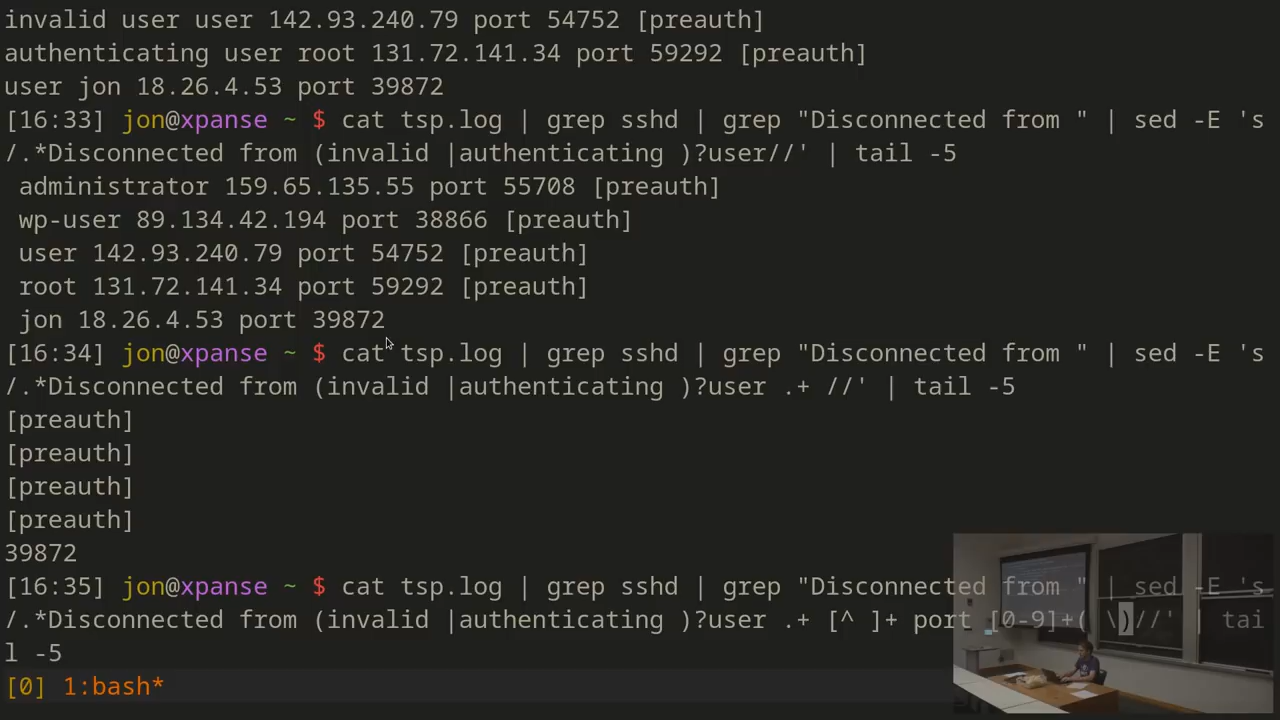 invalid user user 142.93.240.79 port 54752 [preauth]
authenticating user root 131.72.141.34 port 59292 [preauth]
user jon 18.26.4.53 port 39872
[16:33] jon@xpanse ~ $ cat tsp.log | grep sshd | grep "Disconnected from " | sed -E 's
/.*Disconnected from (invalid |authenticating )?user//' | tail -5
 administrator 159.65.135.55 port 55708 [preauth]
 wp-user 89.134.42.194 port 38866 [preauth]
 user 142.93.240.79 port 54752 [preauth]
 root 131.72.141.34 port 59292 [preauth]
 jon 18.26.4.53 port 39872
[16:34] jon@xpanse ~ $ cat tsp.log | grep sshd | grep "Disconnected from " | sed -E 's
/.*Disconnected from (invalid |authenticating )?user .+ //' | tail -5
[preauth]
[preauth]
[preauth]
[preauth]
39872
[16:35] jon@xpanse ~ $ cat tsp.log | grep sshd | grep "Disconnected from " | sed -E 's
/.*Disconnected from (invalid |authenticating )?user .+ [^ ]+ port [0-9]+( \)//' | tai
l -5
[0] 1:bash*